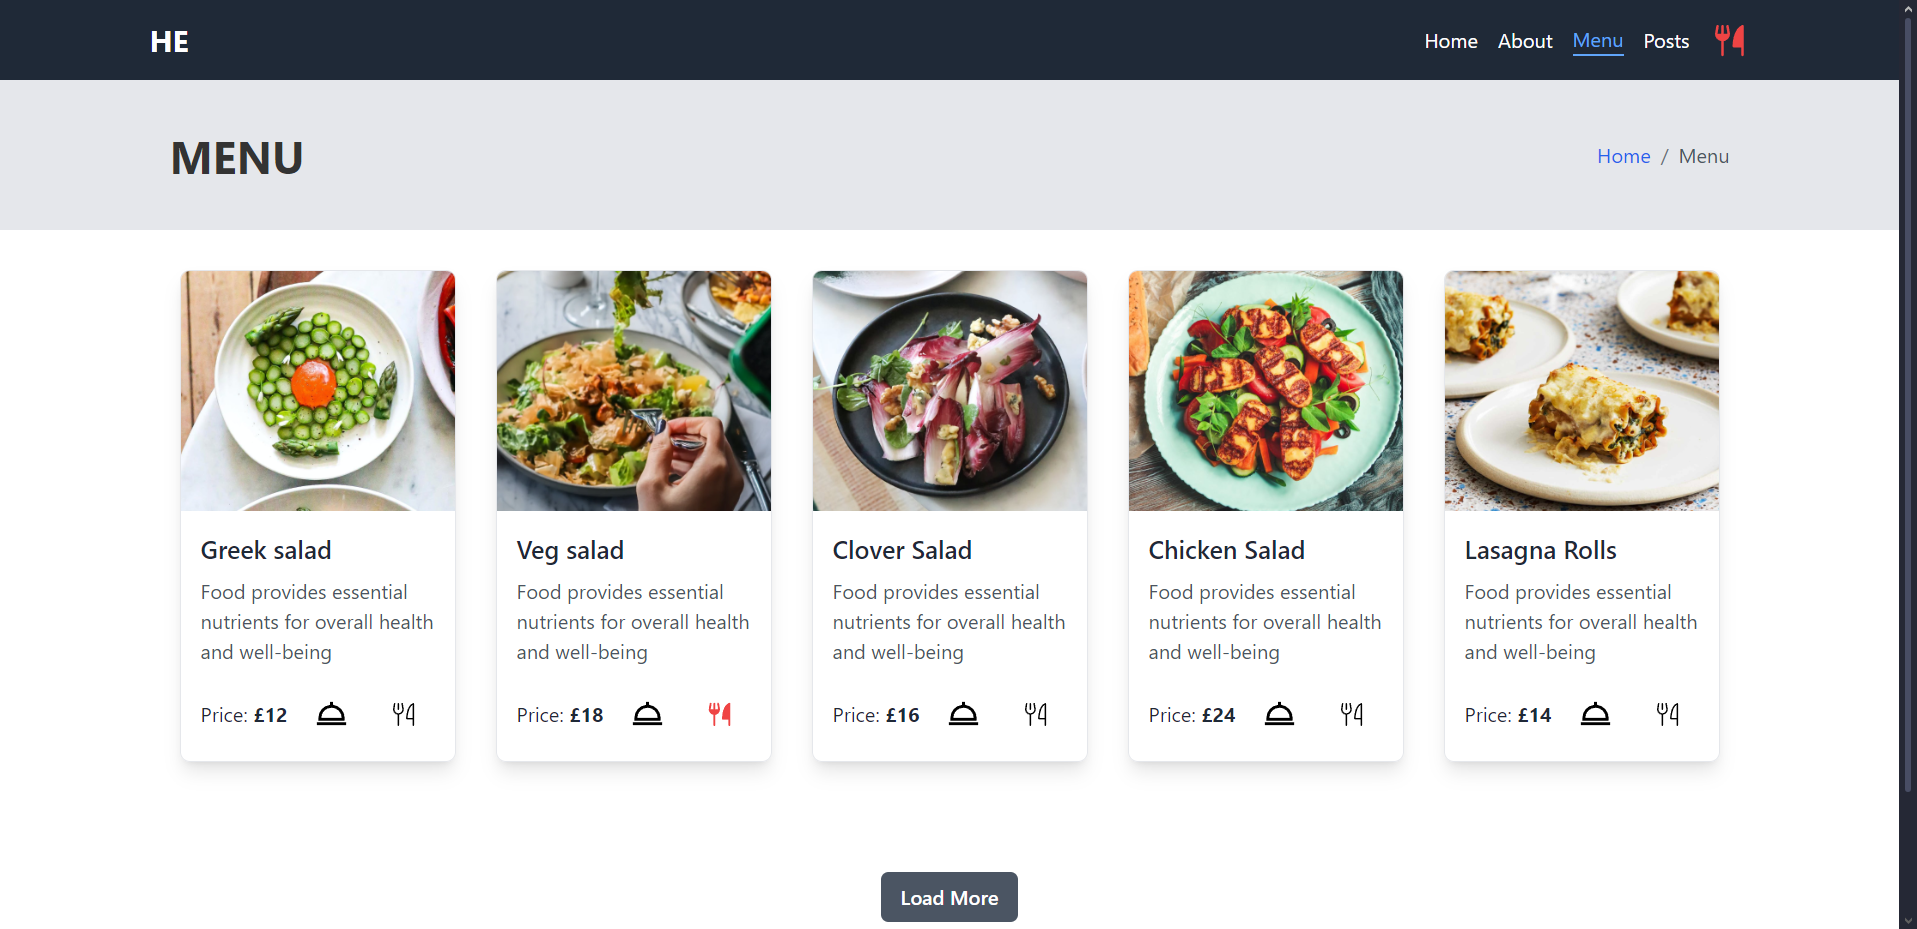 HE
Home About Menu Posts
MENU
Home / Menu
Greek salad
Food provides essential
nutrients for overall health
and well-being
Price: £12
Veg salad
Food provides essential
nutrients for overall health
and well-being
Price: £18
Clover Salad
Food provides essential
nutrients for overall health
and well-being
Price: £16
Chicken Salad
Food provides essential
nutrients for overall health
and well-being
Price: £24
Lasagna Rolls
Food provides essential
nutrients for overall health
and well-being
Price: £14
Load More